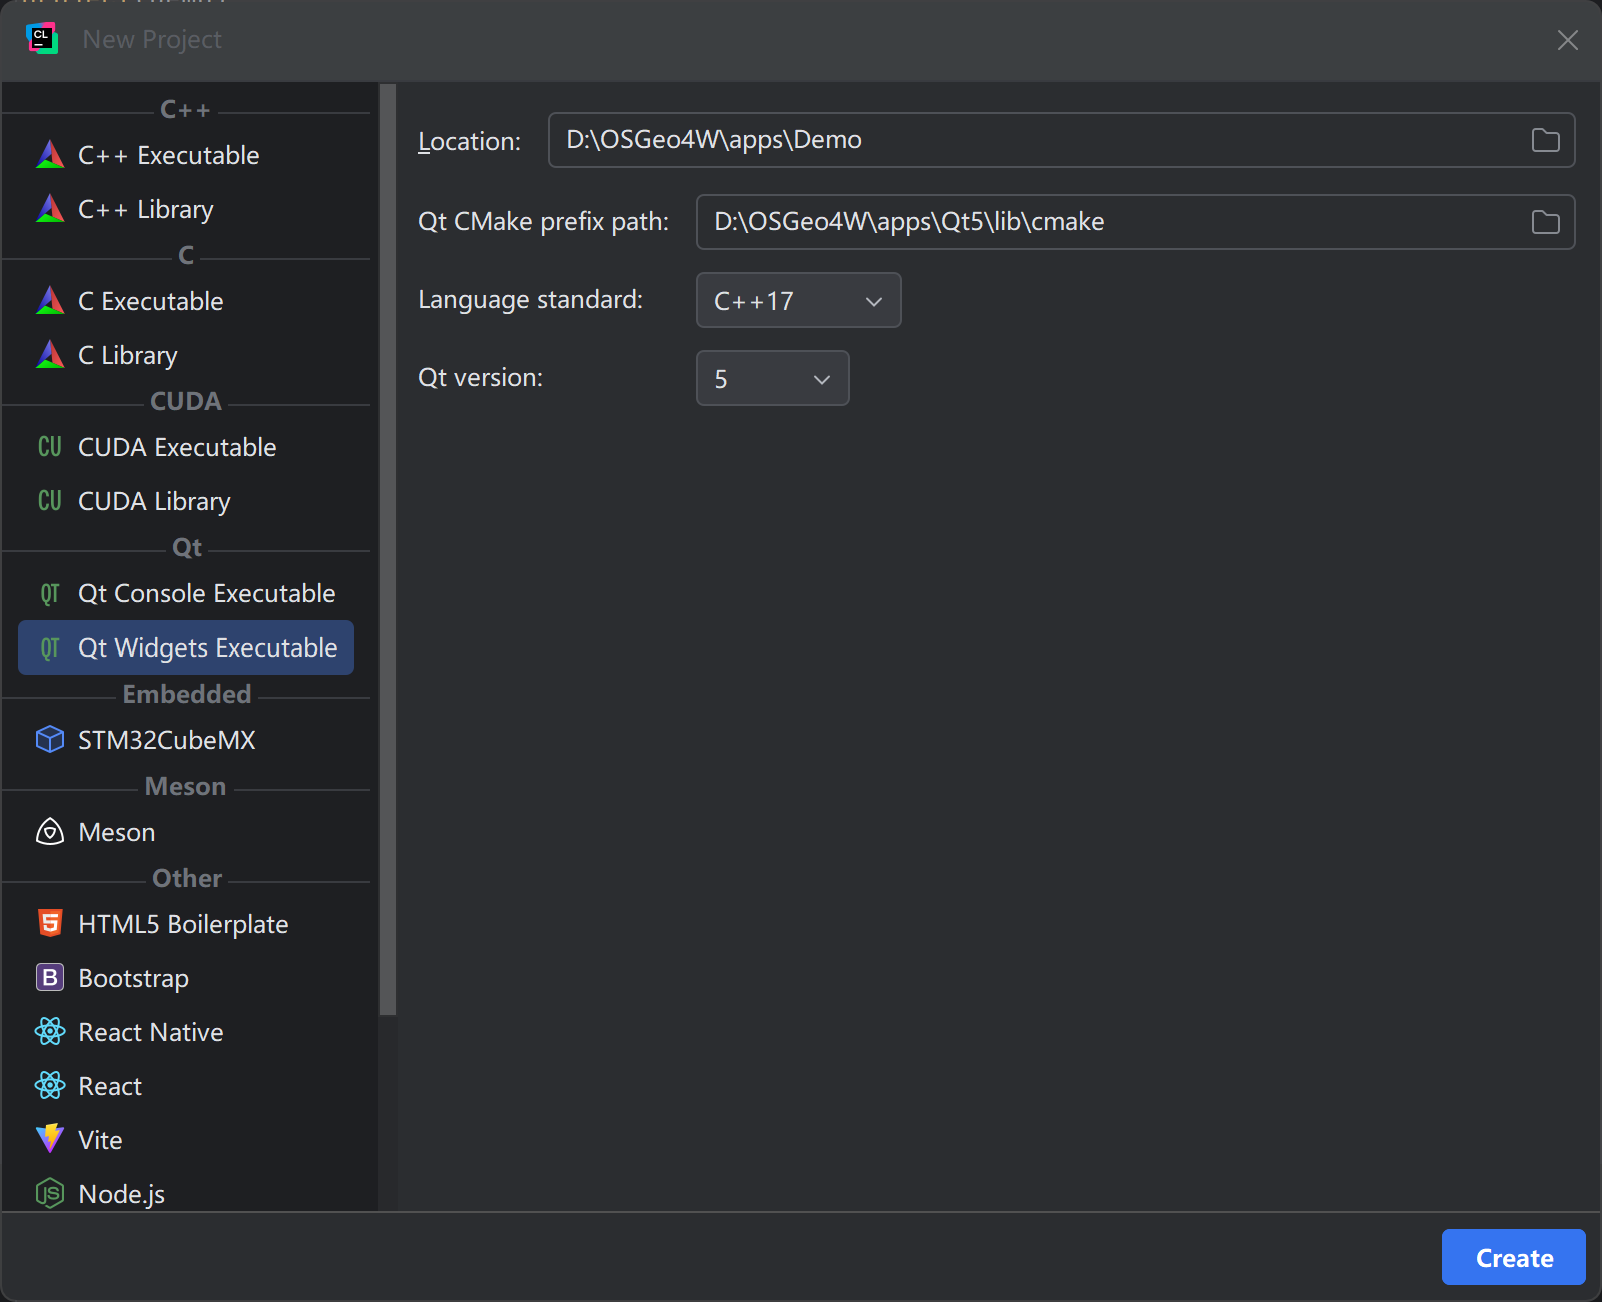 CL
New Project
C++
C++ Executable
C++ Library
C
C Executable
C Library
CUDA
CU CUDA Executable
CU CUDA Library
Qt
QT Qt Console Executable
QT Qt Widgets Executable
Embedded
STM32CubeMX
Meson
Meson
Other
5 HTML5 Boilerplate
B Bootstrap
React Native
React
Vite
JS Node.js
Location: D:\OSGeo4W\apps\Demo
Qt CMake prefix path: D:\OSGeo4W\apps\Qt5\lib\cmake
Language standard: C++17
Qt version: 5
Create